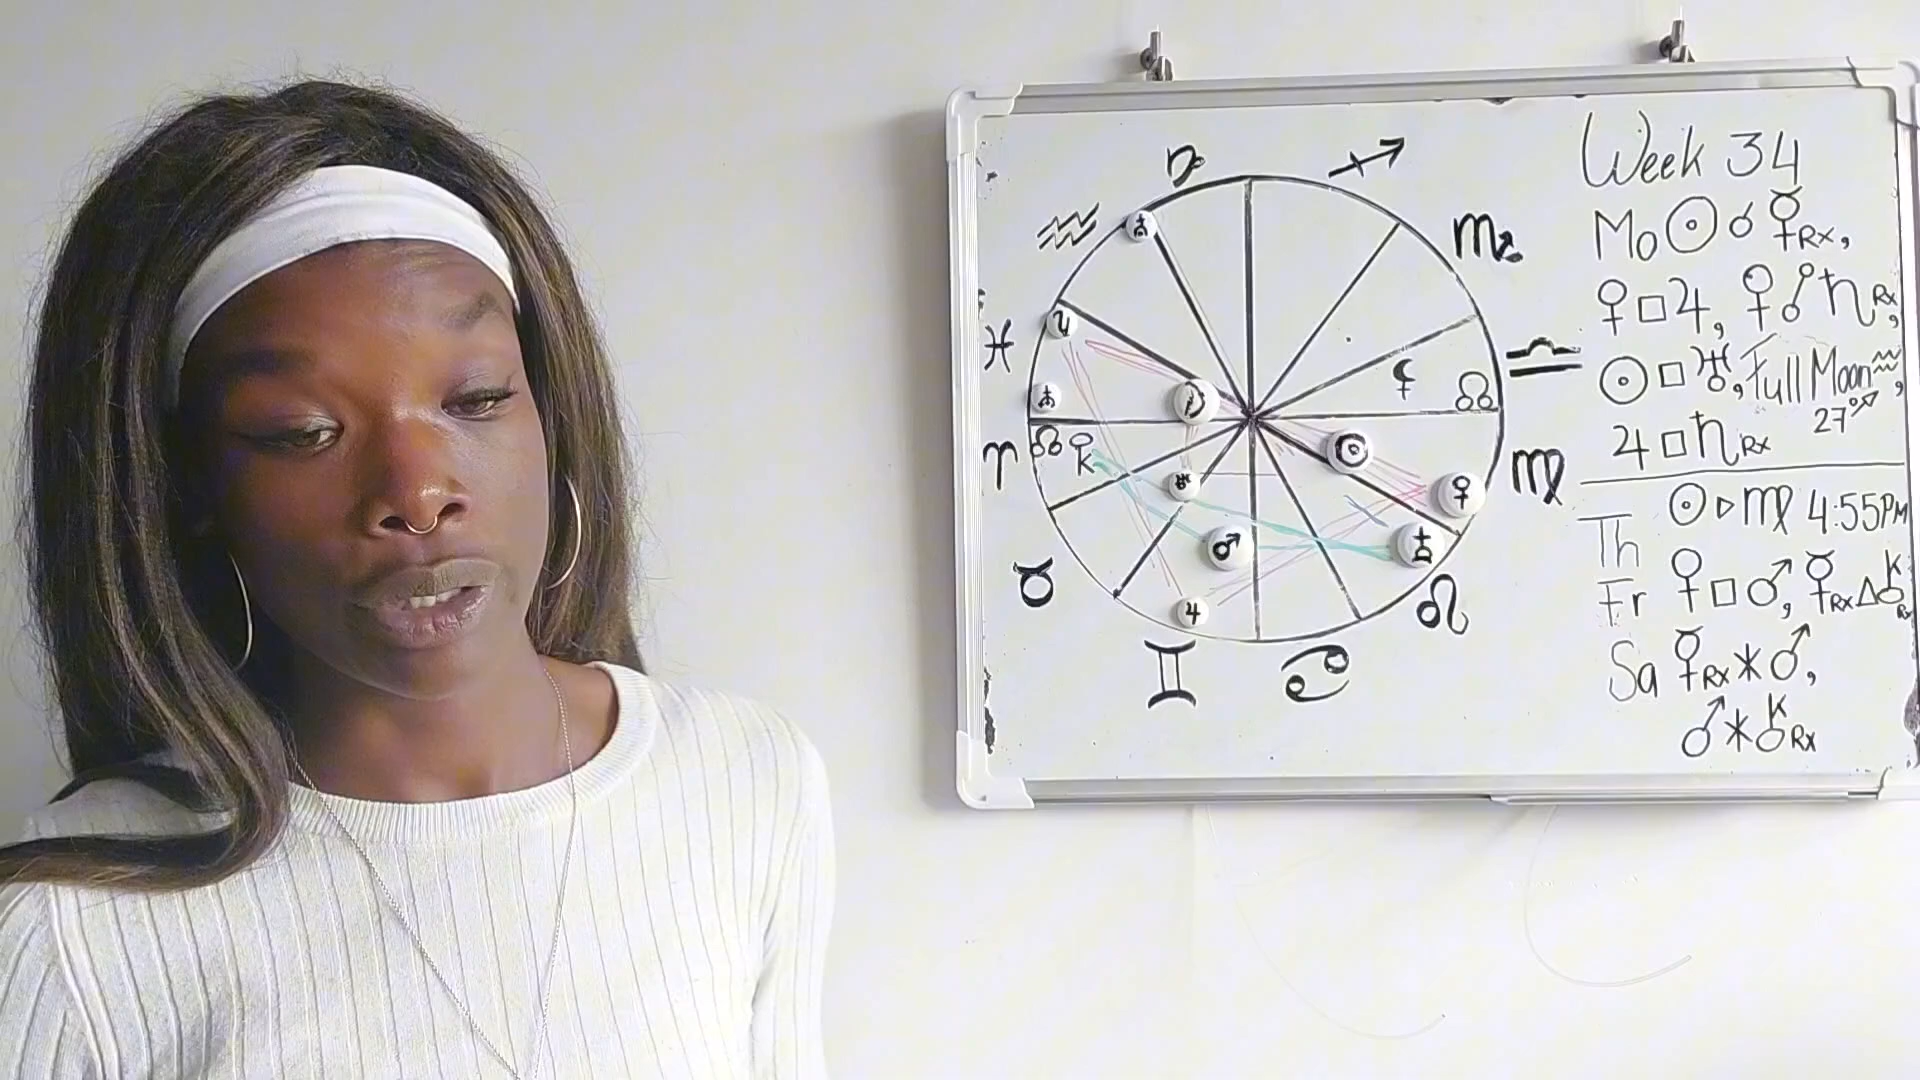 Week 34
Mo ☉ ☌ ☿Rx,
♀ □ ♃, ♀ ☍ ♄Rx,
☉ □ ♅, Full Moon ♒,
27°
♃ □ ♄Rx
Th ☉ ▷ ♍ 4:55PM
Fr ♀ □ ♂, ☿Rx △ ⚷Rx
Sa ☿Rx ⚹ ♂,
♂ ⚹ ⚷Rx
♑ ♐
♒ ♏
♓ ♆ ⚸ ☊ ♎
☽
♈ ☊ ⚷ ☉
♅ ♀ ♍
♂
♉ ♌
♃
♊ ♋